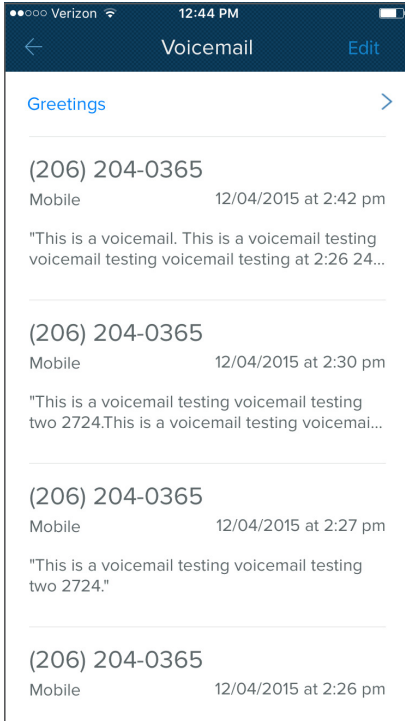 Verizon 12:44 PM
Voicemail Edit
Greetings
(206) 204-0365
Mobile 12/04/2015 at 2:42 pm
"This is a voicemail. This is a voicemail testing
voicemail testing voicemail testing at 2:26 24...
(206) 204-0365
Mobile 12/04/2015 at 2:30 pm
"This is a voicemail testing voicemail testing
two 2724.This is a voicemail testing voicemai...
(206) 204-0365
Mobile 12/04/2015 at 2:27 pm
"This is a voicemail testing voicemail testing
two 2724."
(206) 204-0365
Mobile 12/04/2015 at 2:26 pm